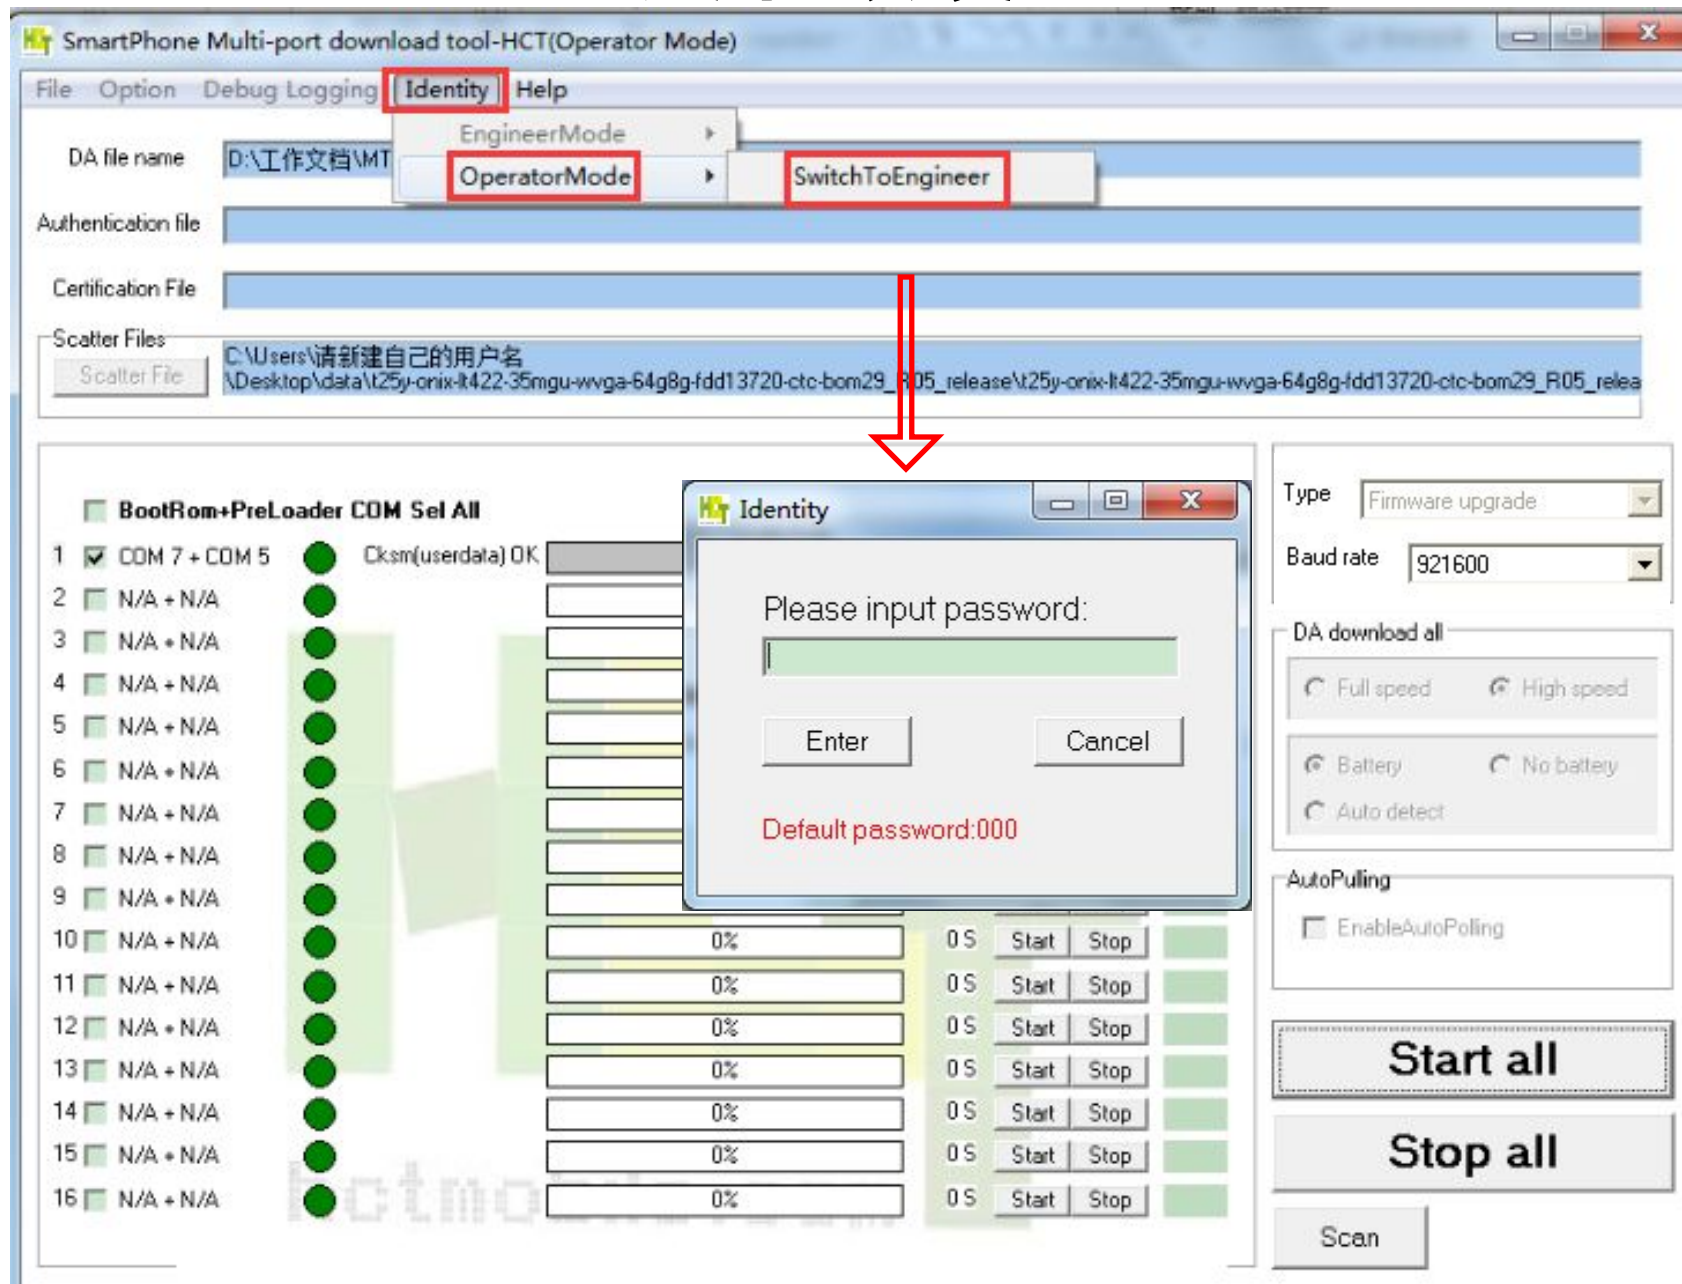 SmartPhone Multi-port download tool-HCT(Operator Mode)
File Option Debug Logging Identity Help
EngineerMode
OperatorMode
SwitchToEngineer
DA file name
D:\工作文档\MT
Authentication file
Certification File
Scatter Files
Scatter File
C:\Users\请新建自己的用户名
\Desktop\data\t25y-onix-lt422-35mgu-wvga-64g8g-fdd13720-ctc-bom29_R05_release\t25y-onix-lt422-35mgu-wvga-64g8g-fdd13720-ctc-bom29_R05_relea
BootRom+PreLoader COM Sel All
1 COM 7 + COM 5 Cksm(userdata) OK
2 N/A + N/A
3 N/A + N/A
4 N/A + N/A
5 N/A + N/A
6 N/A + N/A
7 N/A + N/A
8 N/A + N/A
9 N/A + N/A
10 N/A + N/A 0% 0 S Start Stop
11 N/A + N/A 0% 0 S Start Stop
12 N/A + N/A 0% 0 S Start Stop
13 N/A + N/A 0% 0 S Start Stop
14 N/A + N/A 0% 0 S Start Stop
15 N/A + N/A 0% 0 S Start Stop
16 N/A + N/A 0% 0 S Start Stop
Identity
Please input password:
Enter Cancel
Default password:000
Type Firmware upgrade
Baud rate 921600
DA download all
Full speed High speed
Battery No battery
Auto detect
AutoPulling
EnableAutoPolling
Start all
Stop all
Scan